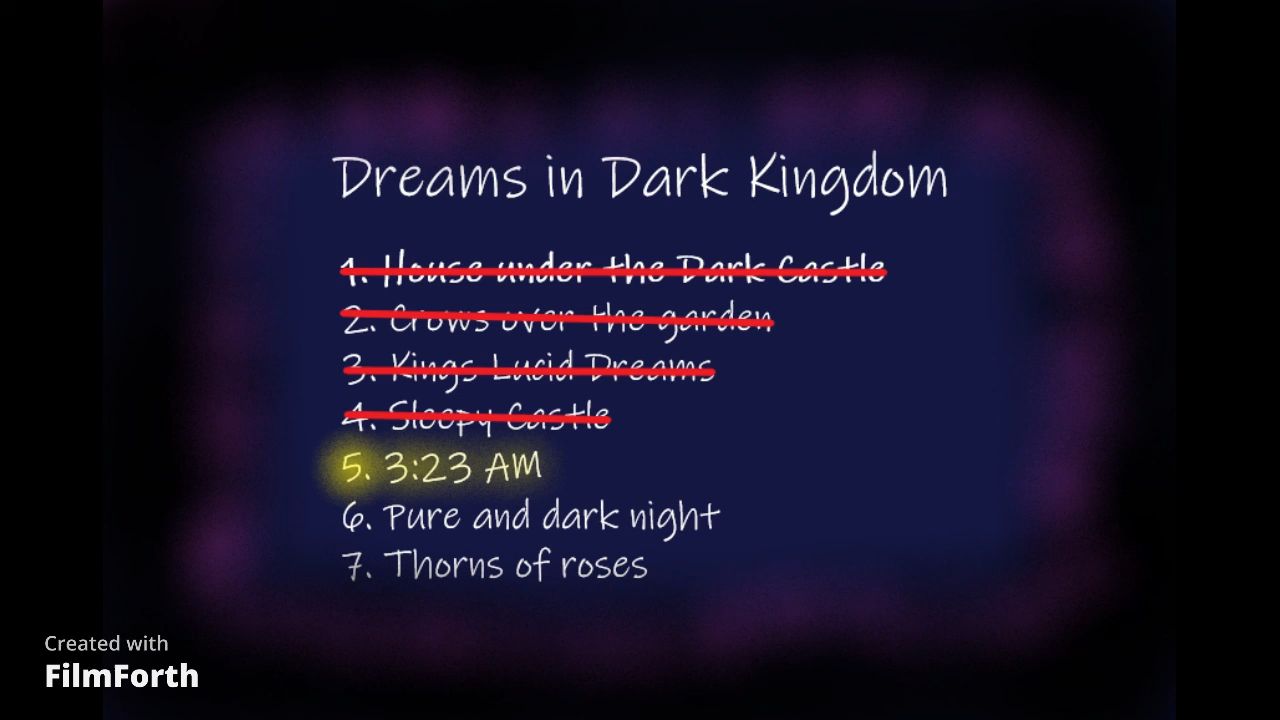 Dreams in Dark Kingdom
1. House under the Dark Castle
2. Crows over the garden
3. Kings Lucid Dreams
4. Sleepy Castle
5. 3:23 AM
6. Pure and dark night
7. Thorns of roses
Created with
FilmForth